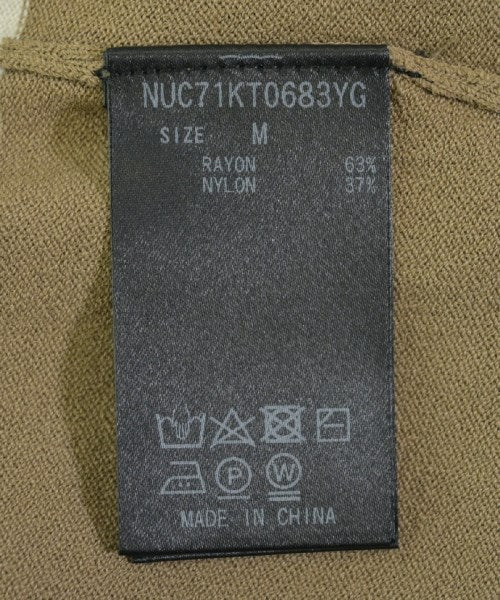 NUC71KT0683YG
SIZE M
RAYON 63%
NYLON 37%
P W
MADE IN CHINA